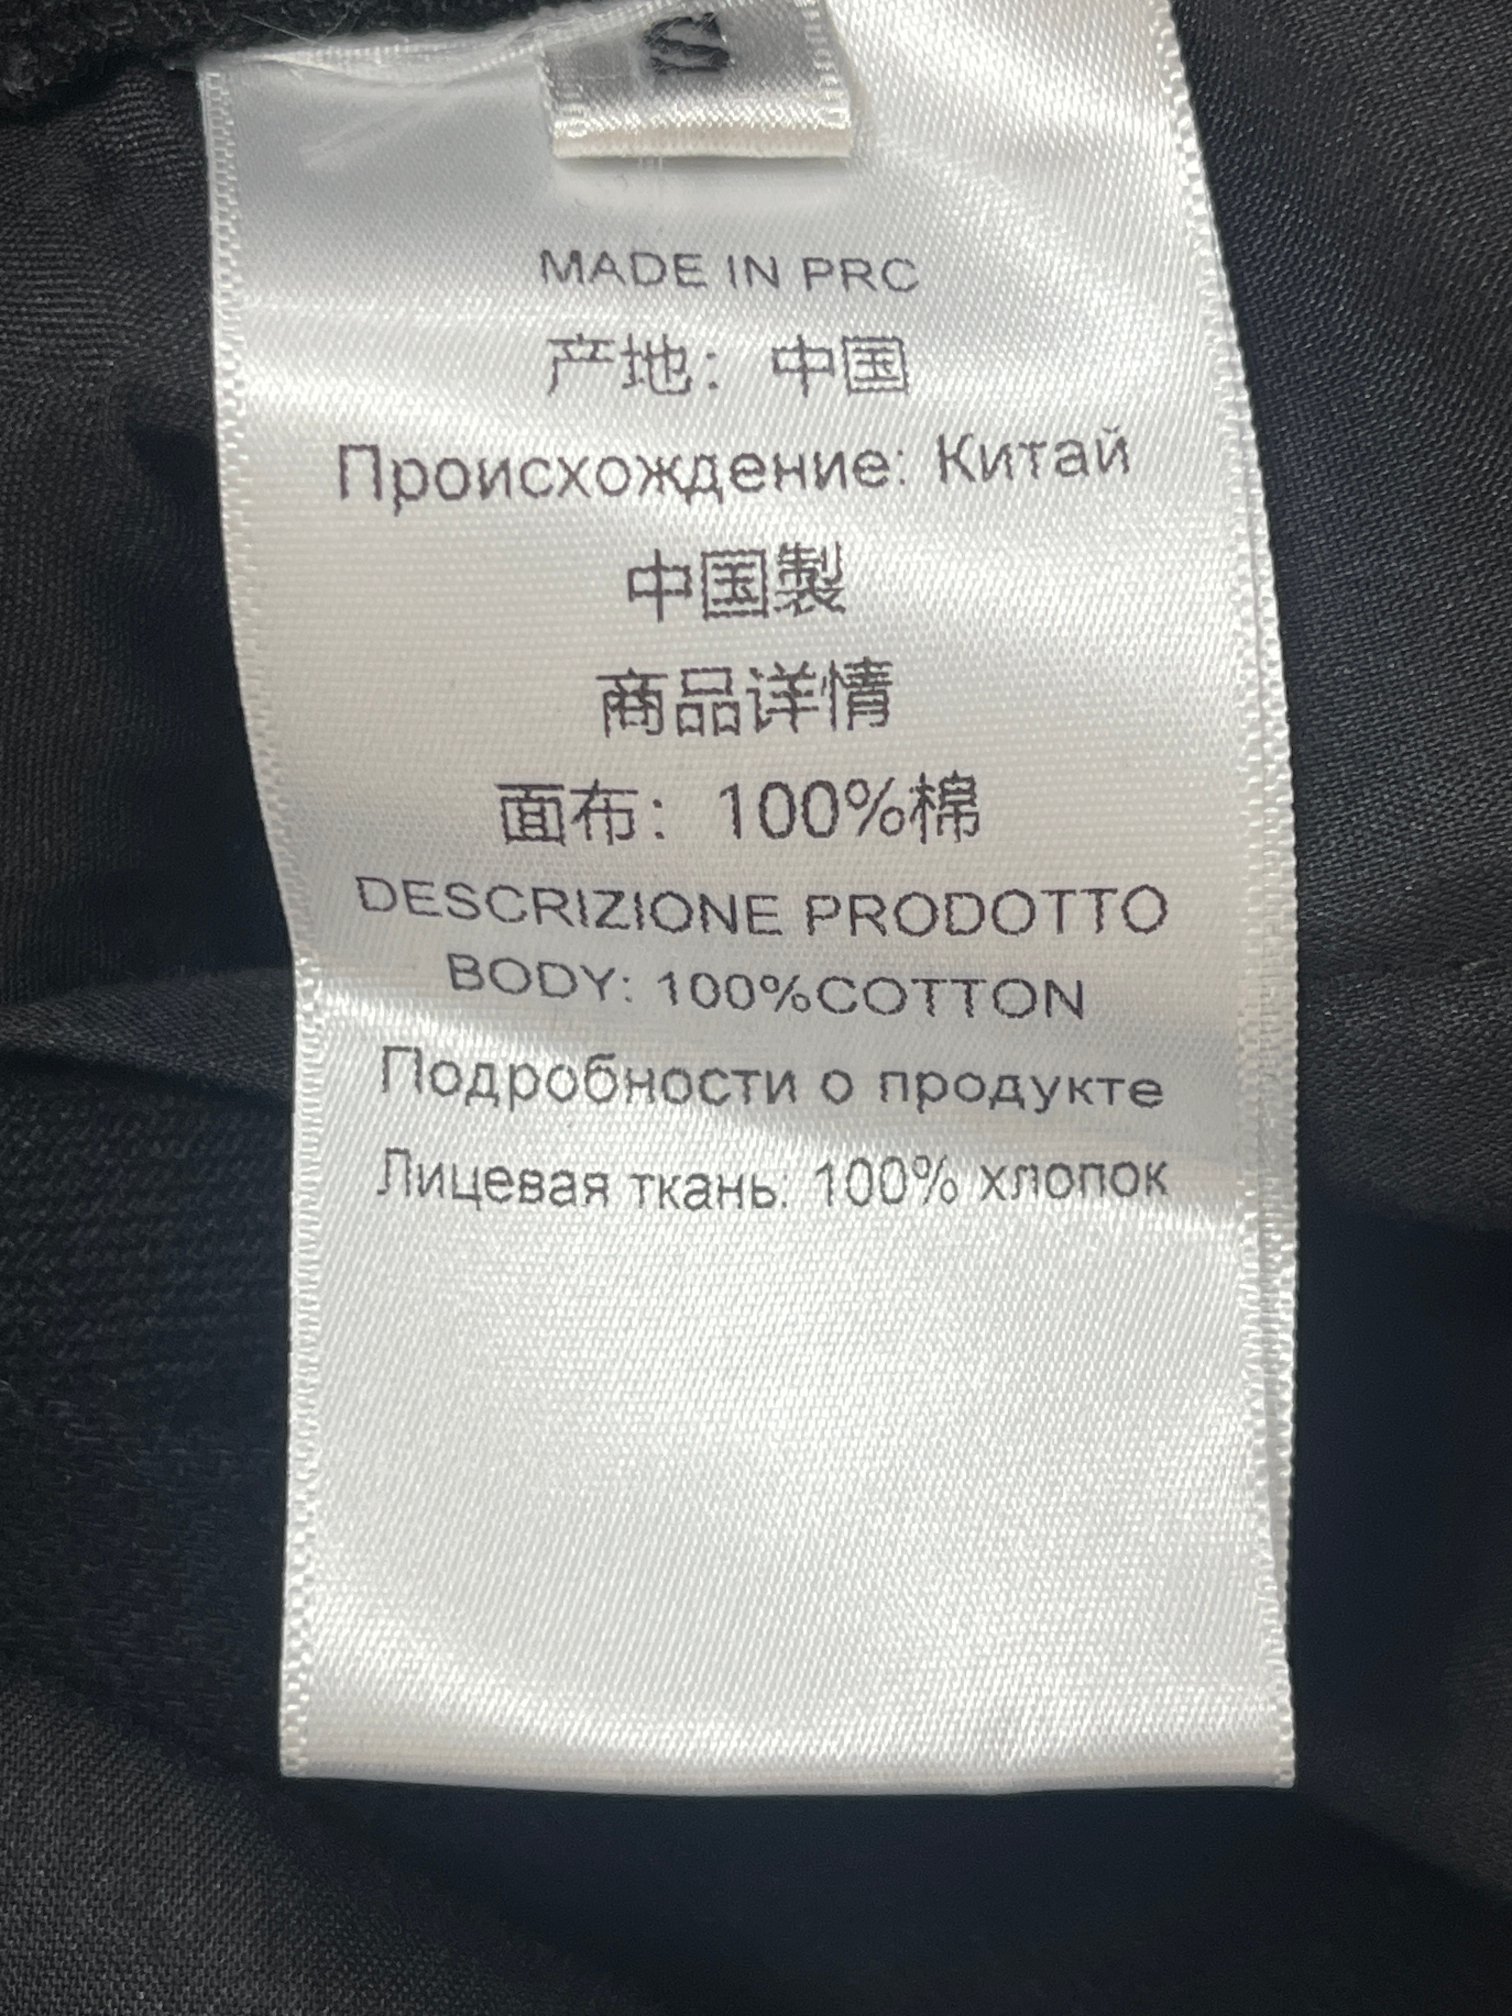 S
MADE IN PRC
产地：中国
Происхождение: Китай
中国製
商品详情
面布：100%棉
DESCRIZIONE PRODOTTO
BODY: 100%COTTON
Подробности о продукте
Лицевая ткань: 100% хлопок